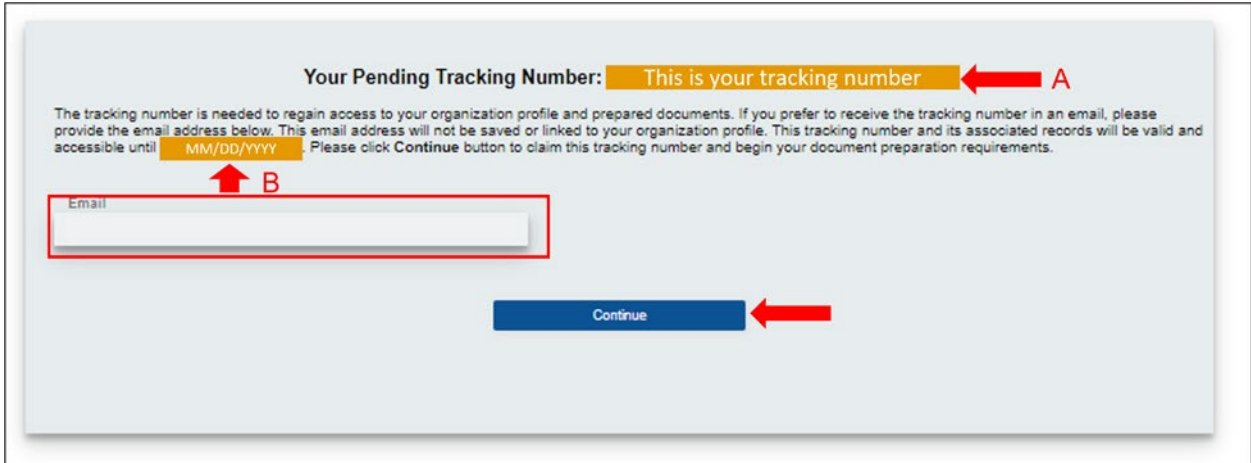 Your Pending Tracking Number: This is your tracking number A
The tracking number is needed to regain access to your organization profile and prepared documents. If you prefer to receive the tracking number in an email, please
provide the email address below. This email address will not be saved or linked to your organization profile. This tracking number and its associated records will be valid and
accessible until MM/DD/YYYY . Please click Continue button to claim this tracking number and begin your document preparation requirements.
B
Email
Continue